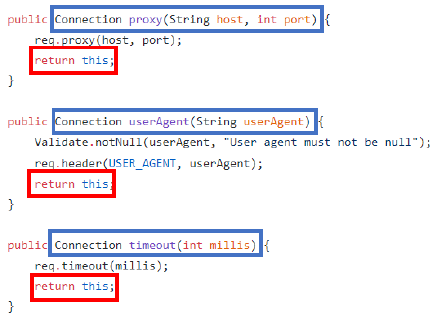 public Connection proxy(String host, int port) {
req.proxy(host, port);
return this;
}
public Connection userAgent(String userAgent) {
Validate.notNull(userAgent, "User agent must not be null");
req.header(USER_AGENT, userAgent);
return this;
}
public Connection timeout(int millis) {
req.timeout(millis);
return this;
}